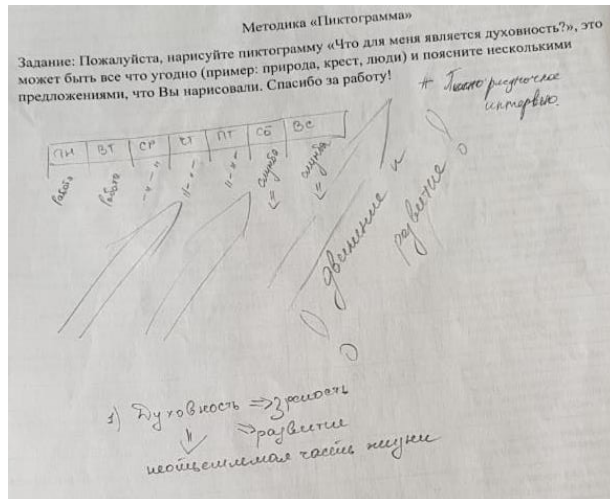 Методика «Пиктограмма»
Задание: Пожалуйста, нарисуйте пиктограмму «Что для меня является духовность?», это
может быть все что угодно (пример: природа, крест, люди) и поясните несколькими
предложениями, что Вы нарисовали. Спасибо за работу!
интервью.
ПН ВТ СР ЧТ ПТ СБ ВС
работа работа -"- -"- -"- <= служба <= служба
! движение и
развитие !
1) Духовность => зрелость
=> развитие
неотъемлемая часть жизни